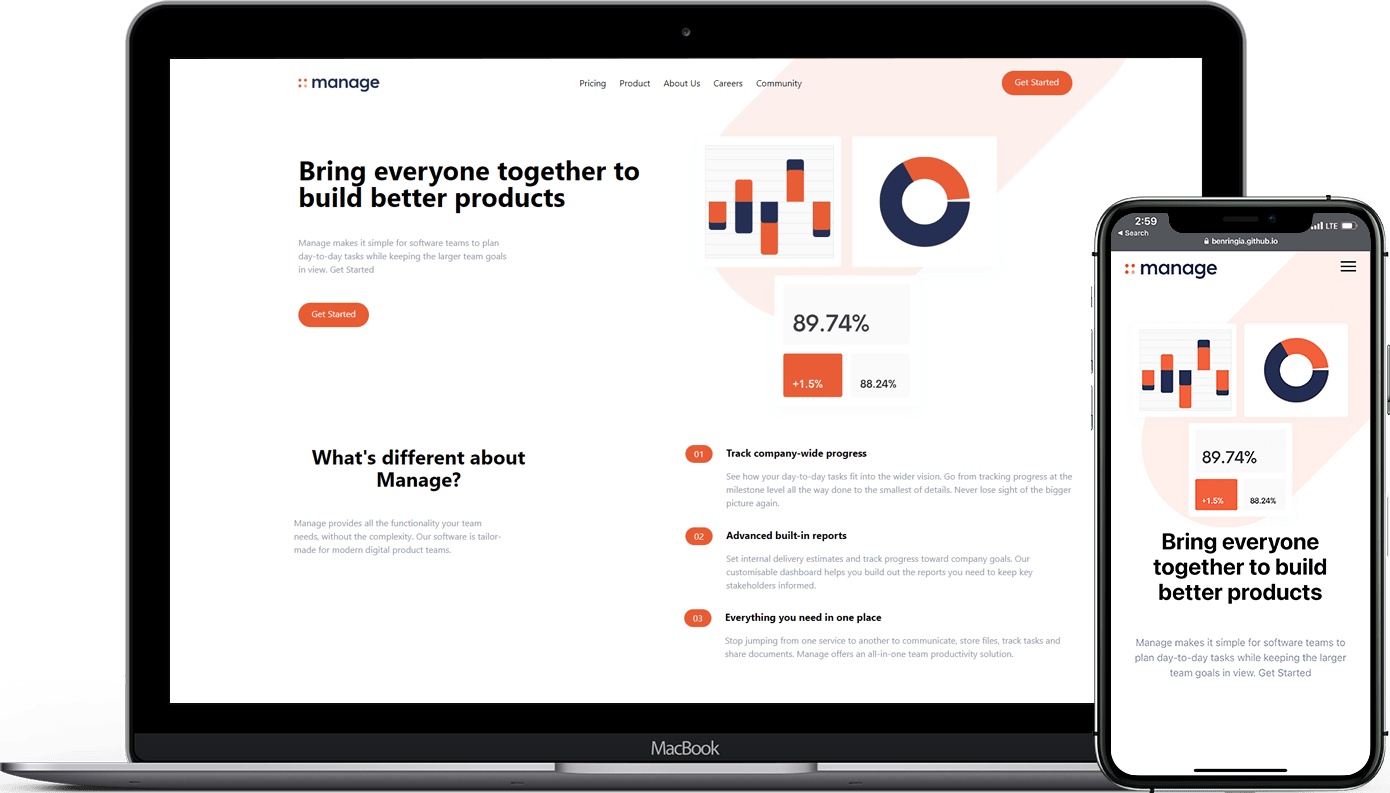 manage
Pricing Product About Us Careers Community
Get Started
Bring everyone together to
build better products
Manage makes it simple for software teams to plan
day-to-day tasks while keeping the larger team goals
in view. Get Started
Get Started
89.74%
+1.5%
88.24%
What's different about
Manage?
Manage provides all the functionality your team
needs, without the complexity. Our software is tailor-
made for modern digital product teams.
01 Track company-wide progress
See how your day-to-day tasks fit into the wider vision. Go from tracking progress at the
milestone level all the way done to the smallest of details. Never lose sight of the bigger
picture again.
02 Advanced built-in reports
Set internal delivery estimates and track progress toward company goals. Our
customisable dashboard helps you build out the reports you need to keep key
stakeholders informed.
03 Everything you need in one place
Stop jumping from one service to another to communicate, store files, track tasks and
share documents. Manage offers an all-in-one team productivity solution.
MacBook
2:59
LTE
Search
benringia.github.io
manage
89.74%
+1.5%
88.24%
Bring everyone
together to build
better products
Manage makes it simple for software teams to
plan day-to-day tasks while keeping the larger
team goals in view. Get Started